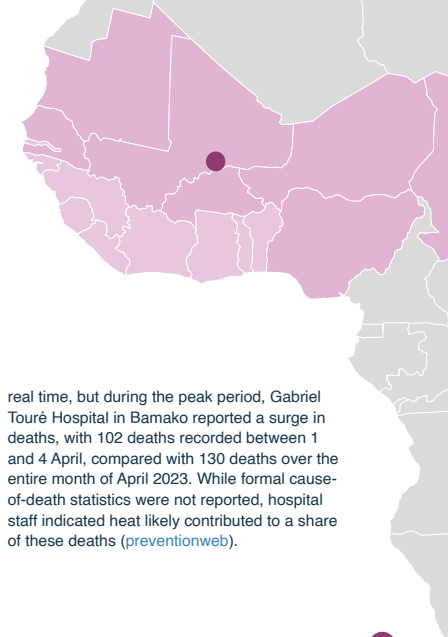 real time, but during the peak period, Gabriel
Touré Hospital in Bamako reported a surge in
deaths, with 102 deaths recorded between 1
and 4 April, compared with 130 deaths over the
entire month of April 2023. While formal cause-
of-death statistics were not reported, hospital
staff indicated heat likely contributed to a share
of these deaths (preventionweb).